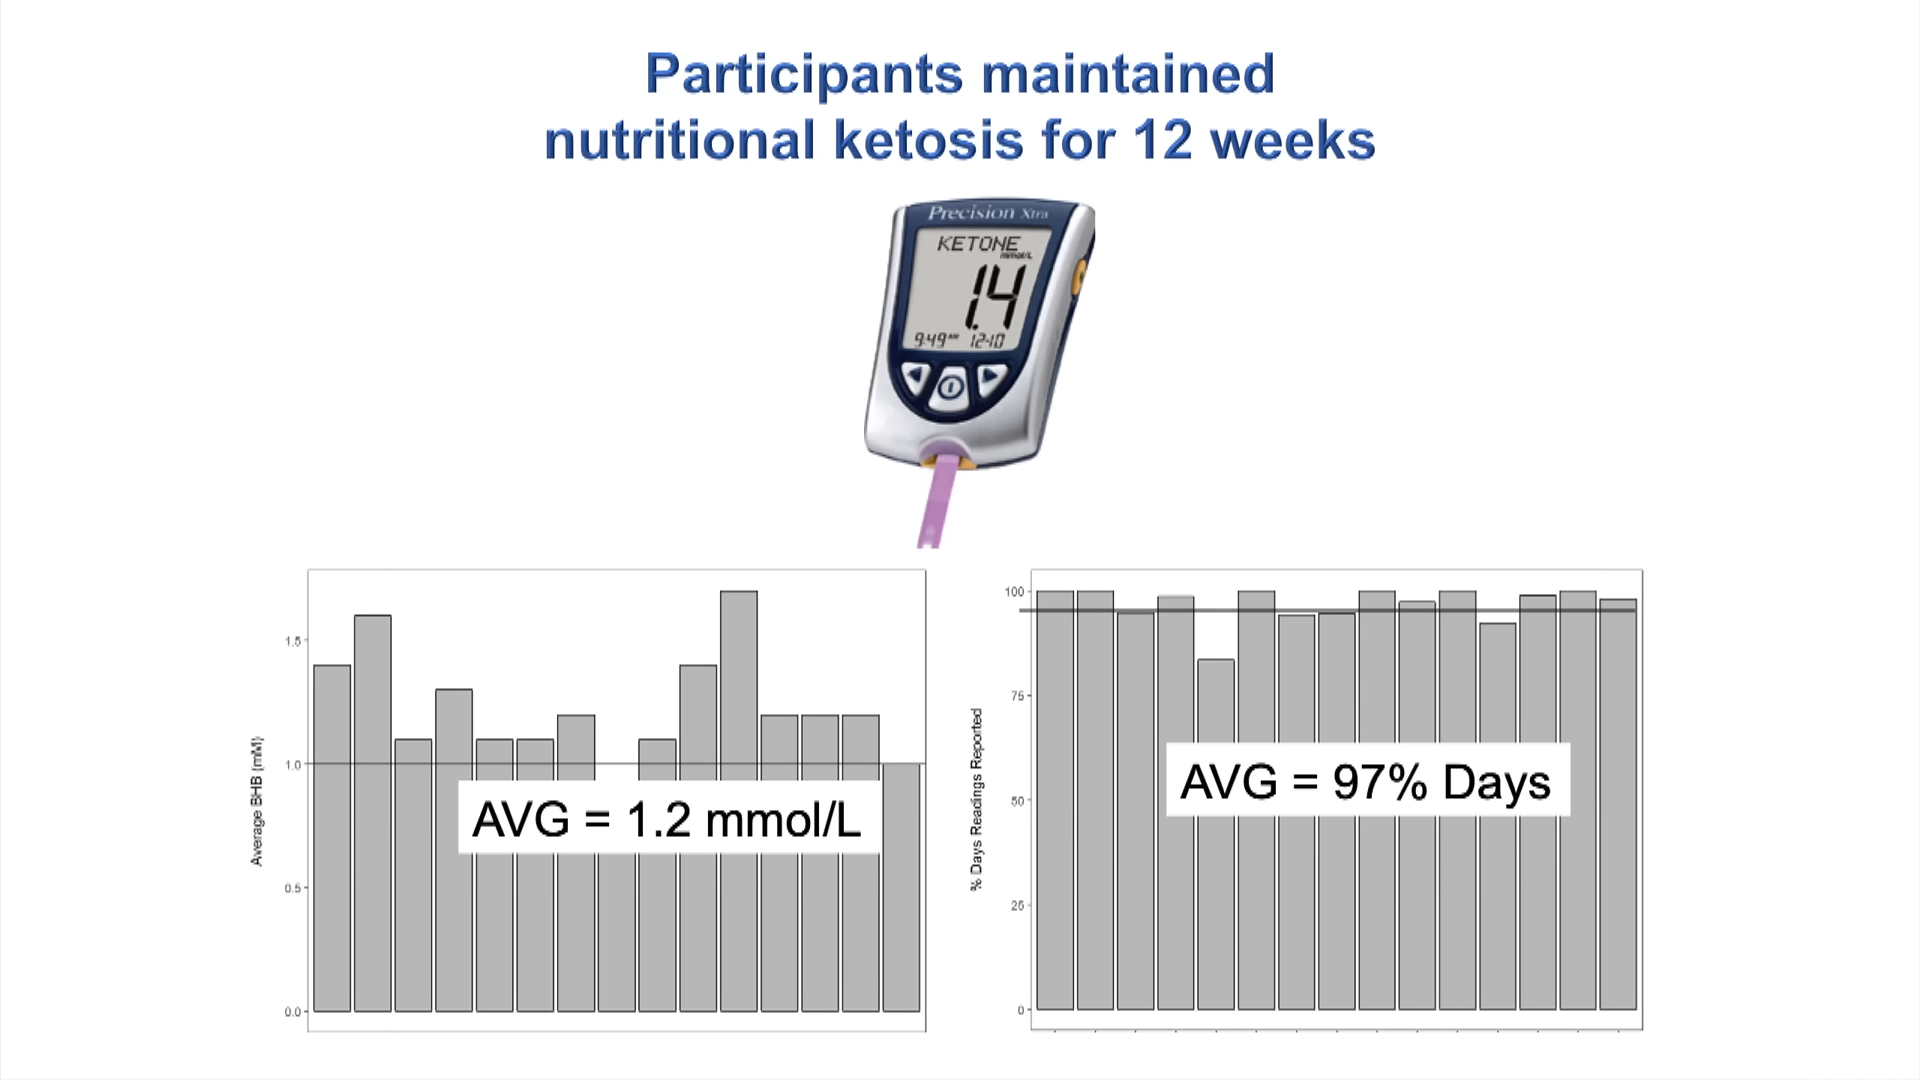 Participants maintained
nutritional ketosis for 12 weeks
Precision Xtra
KETONE
mmol/L
1.4
9:49 AM 12-10
Average BHB (mM)
1.5
1.0
0.5
0.0
AVG = 1.2 mmol/L
% Days Readings Reported
100
75
50
25
0
AVG = 97% Days